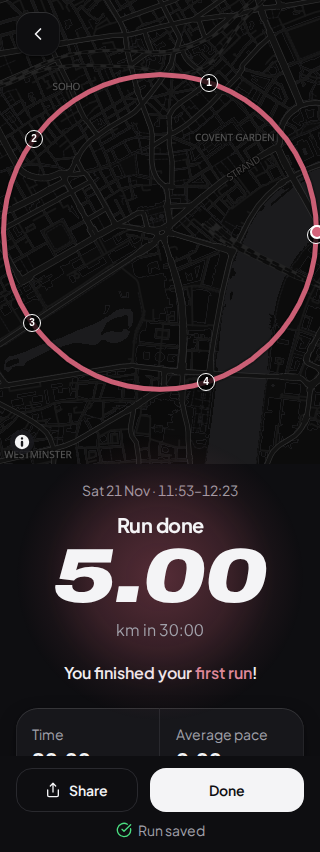 SOHO
1
COVENT GARDEN
2
STRAND
3
4
WESTMINSTER
Sat 21 Nov · 11:53–12:23
Run done
5.00
km in 30:00
You finished your first run!
Time
Average pace
Share
Done
Run saved